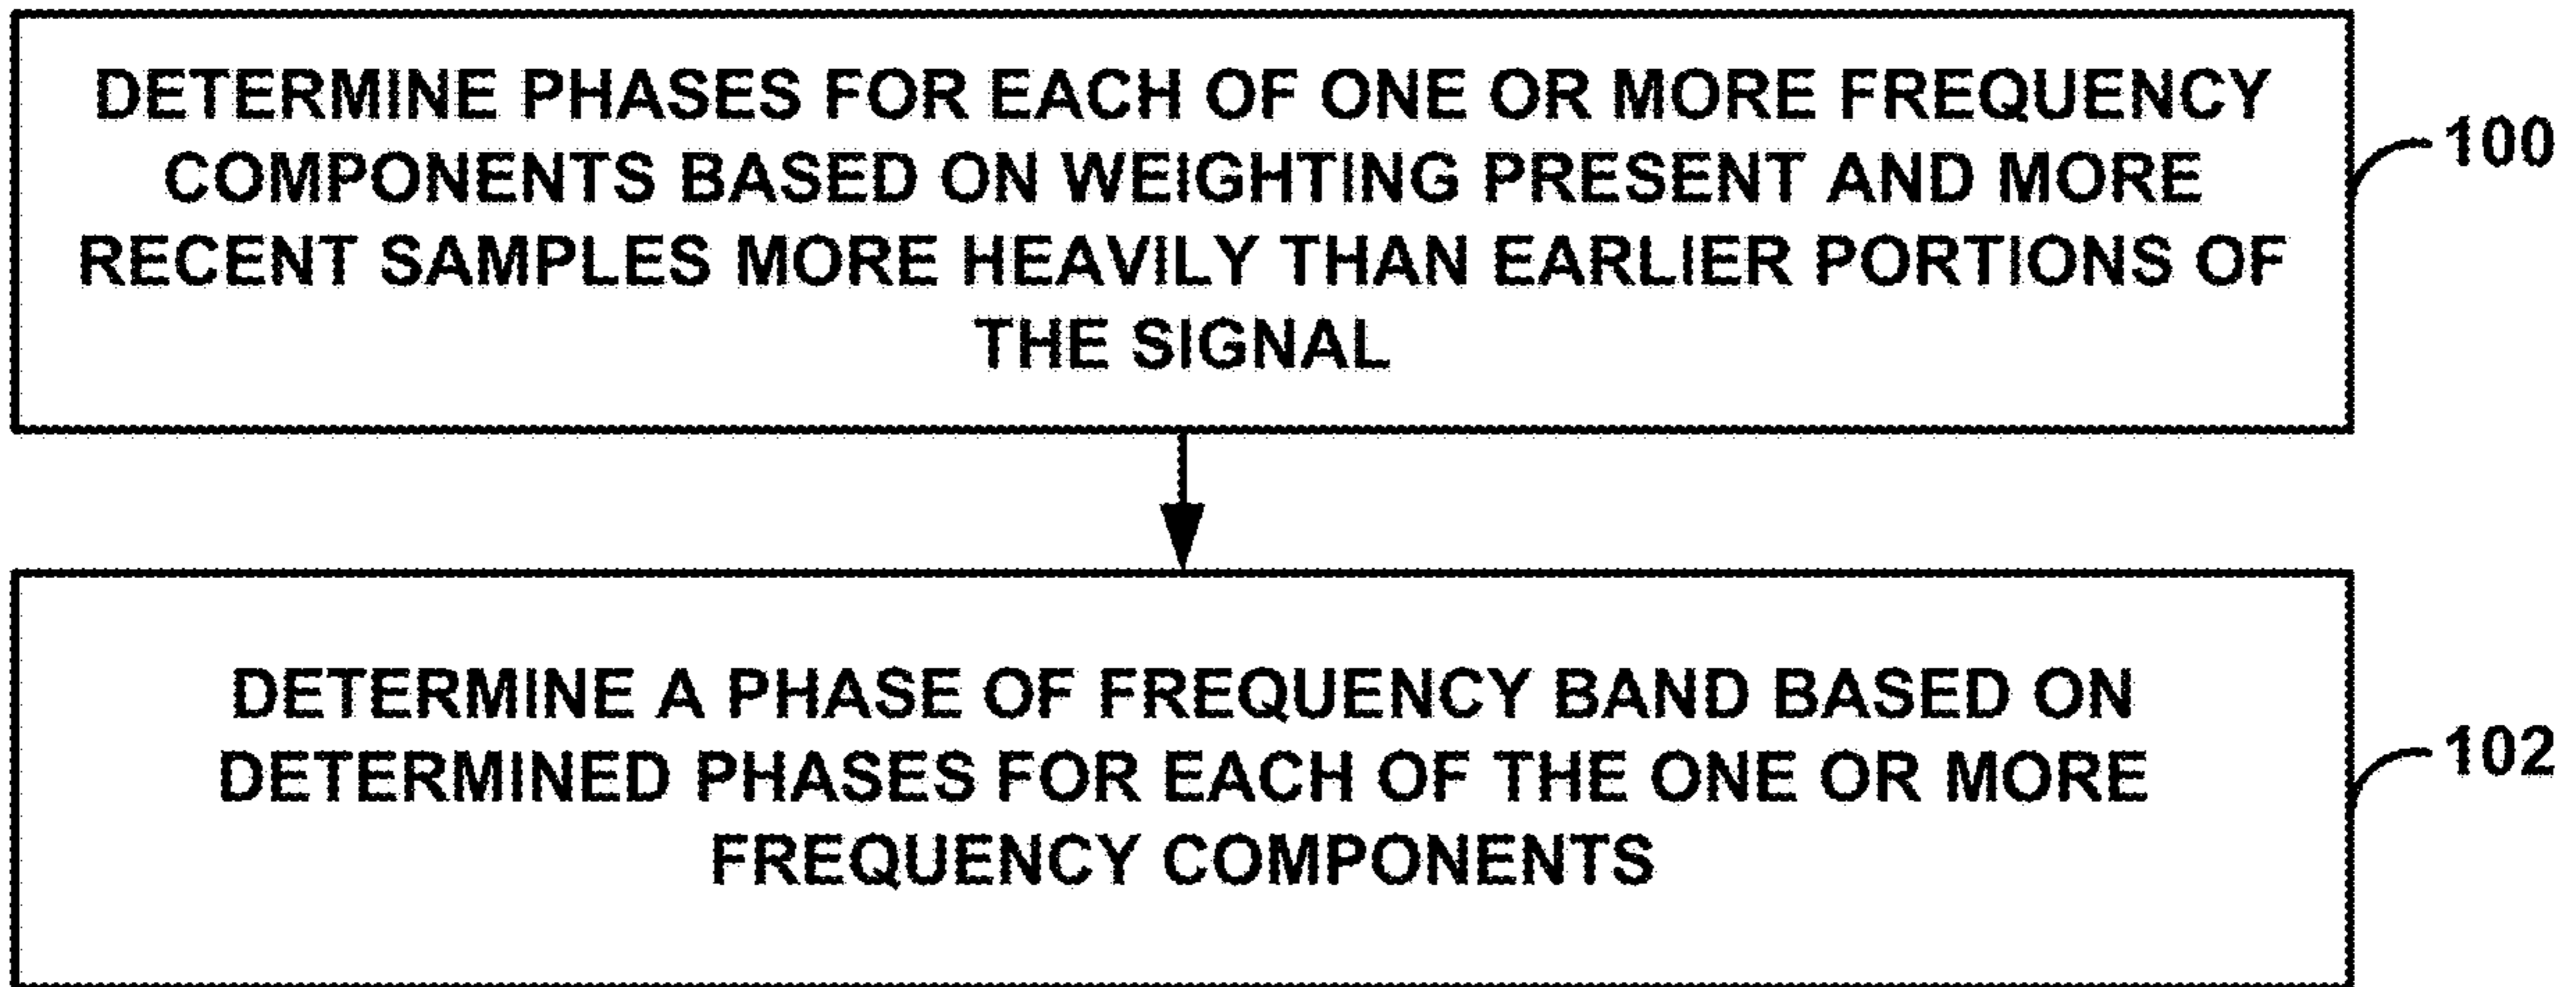 DETERMINE PHASES FOR EACH OF ONE OR MORE FREQUENCY
COMPONENTS BASED ON WEIGHTING PRESENT AND MORE
RECENT SAMPLES MORE HEAVILY THAN EARLIER PORTIONS OF
THE SIGNAL
100
DETERMINE A PHASE OF FREQUENCY BAND BASED ON
DETERMINED PHASES FOR EACH OF THE ONE OR MORE
FREQUENCY COMPONENTS
102